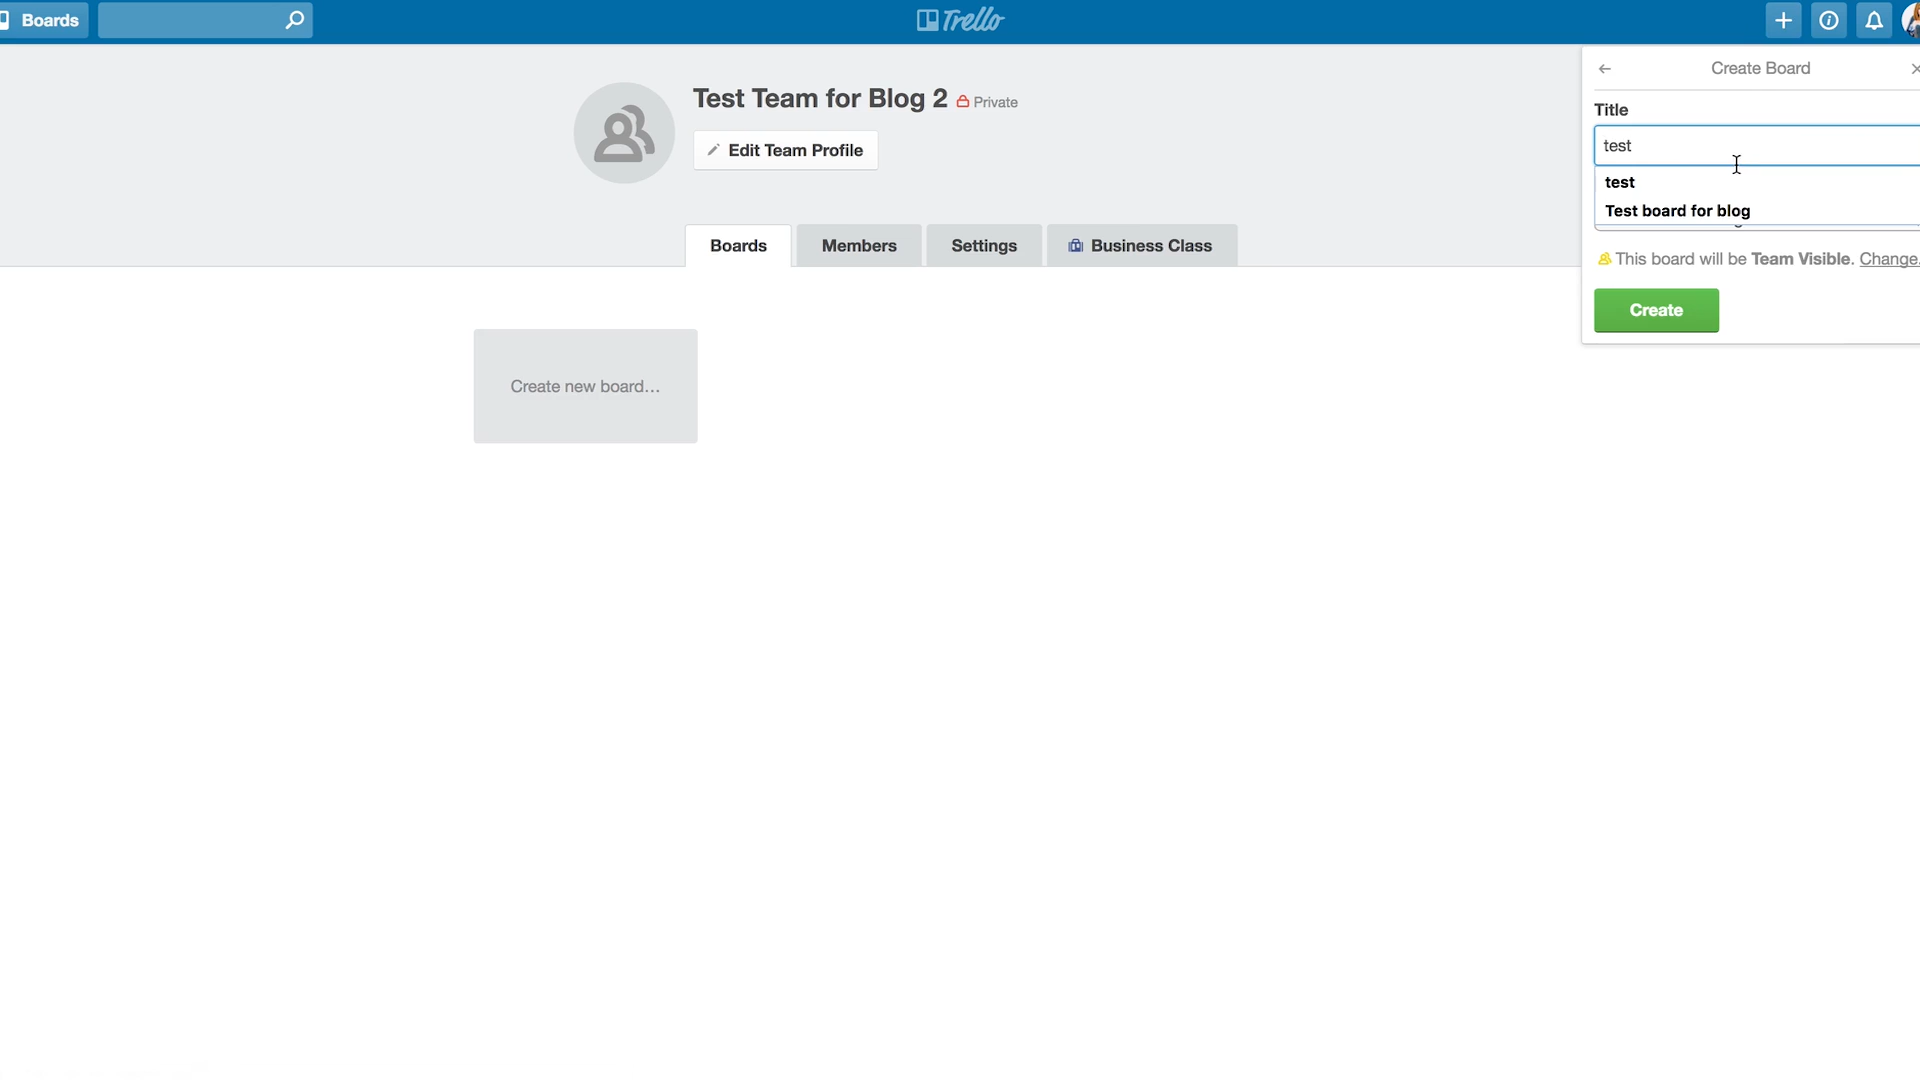 Boards
Trello
Create Board
Title
test
test
Test board for blog
This board will be Team Visible. Change.
Create
Test Team for Blog 2 Private
Edit Team Profile
Boards Members Settings Business Class
Create new board...